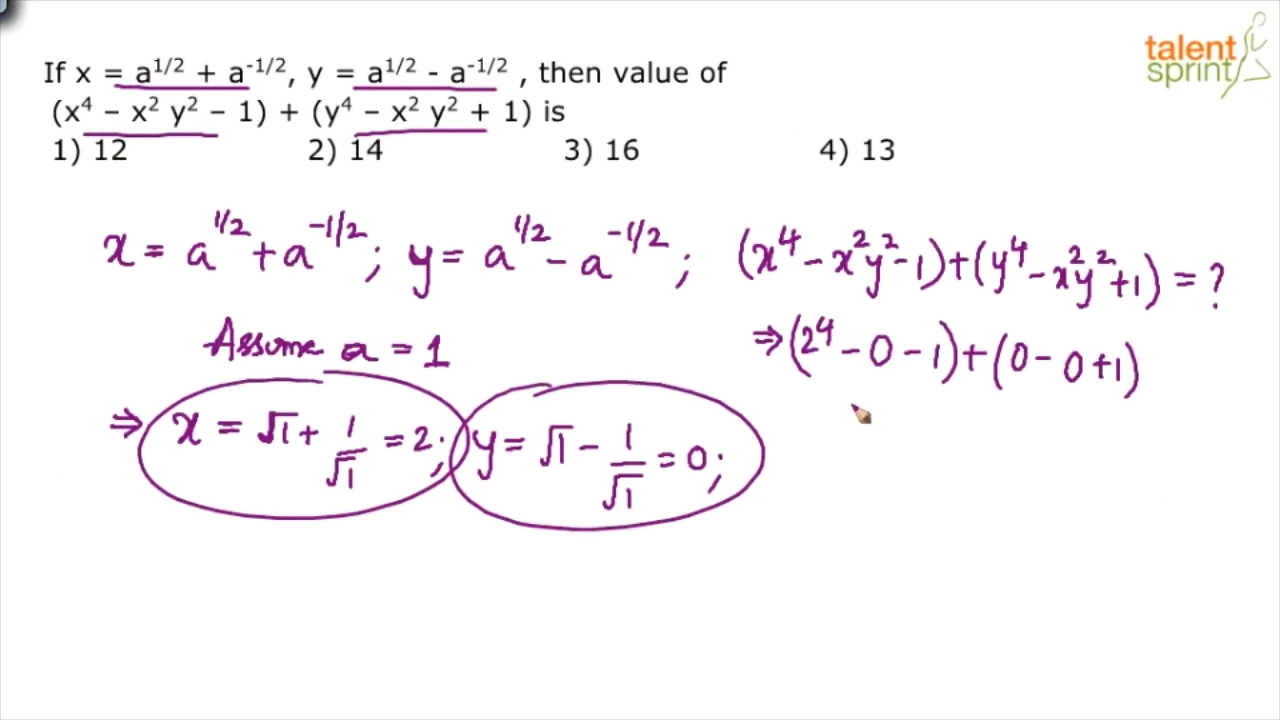 talent
sprint
If x = a^1/2 + a^-1/2, y = a^1/2 - a^-1/2 , then value of
(x^4 – x^2 y^2 – 1) + (y^4 – x^2 y^2 + 1) is
1) 12 2) 14 3) 16 4) 13
x = a^1/2 + a^-1/2 ; y = a^1/2 - a^-1/2 ; (x^4 - x^2y^2 - 1) + (y^4 - x^2y^2 + 1) = ?
Assume a = 1
⇒ (2^4 - 0 - 1) + (0 - 0 + 1)
⇒ x = √1 + 1/√1 = 2 ; y = √1 - 1/√1 = 0 ;